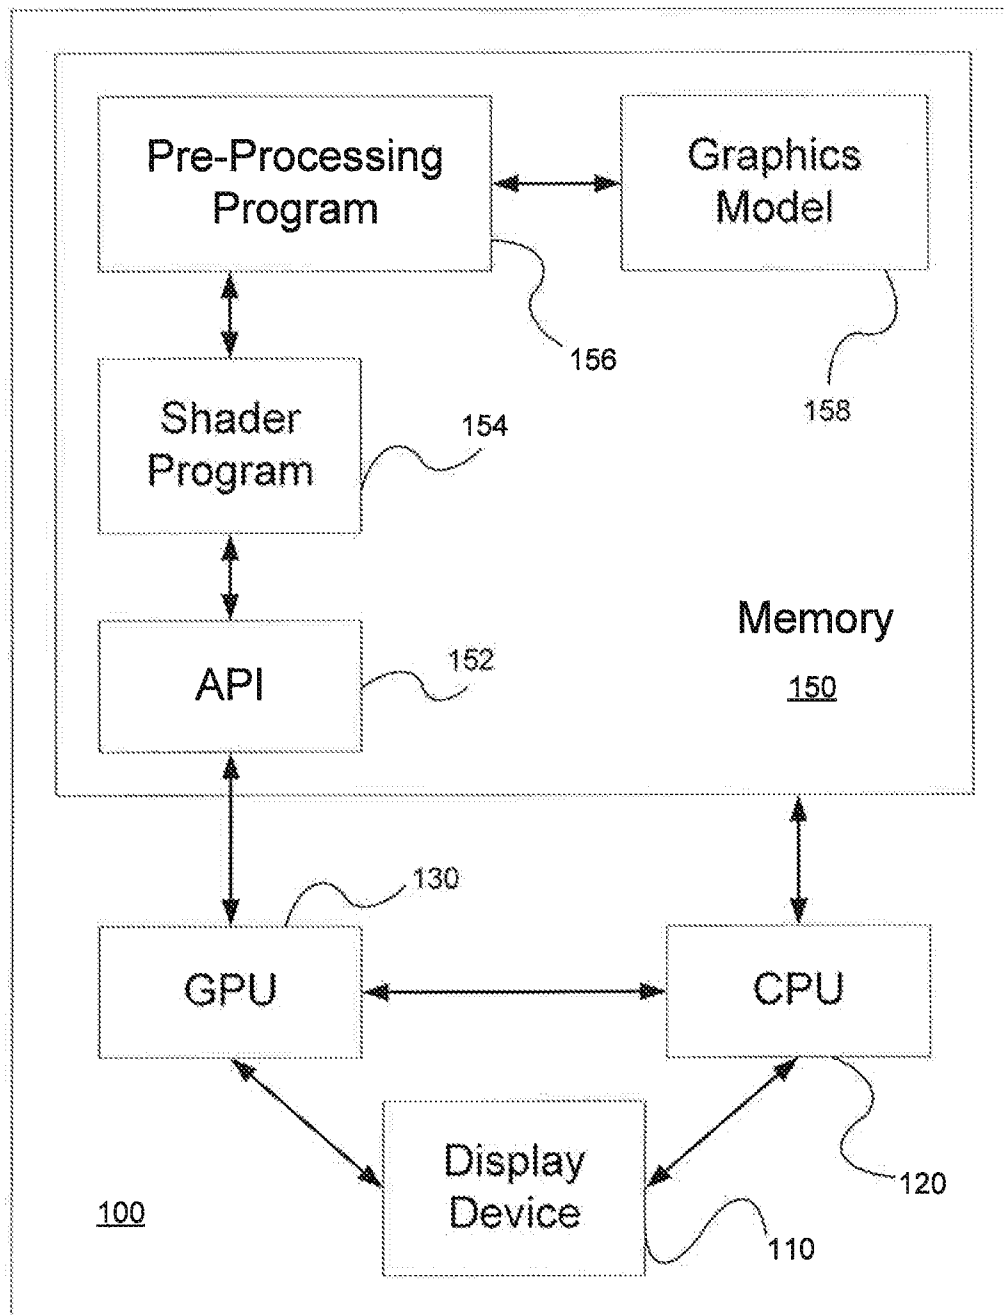 Pre-Processing
Program
Graphics
Model
156
158
Shader
Program
154
API
152
Memory
150
130
GPU
CPU
120
Display
Device
110
100